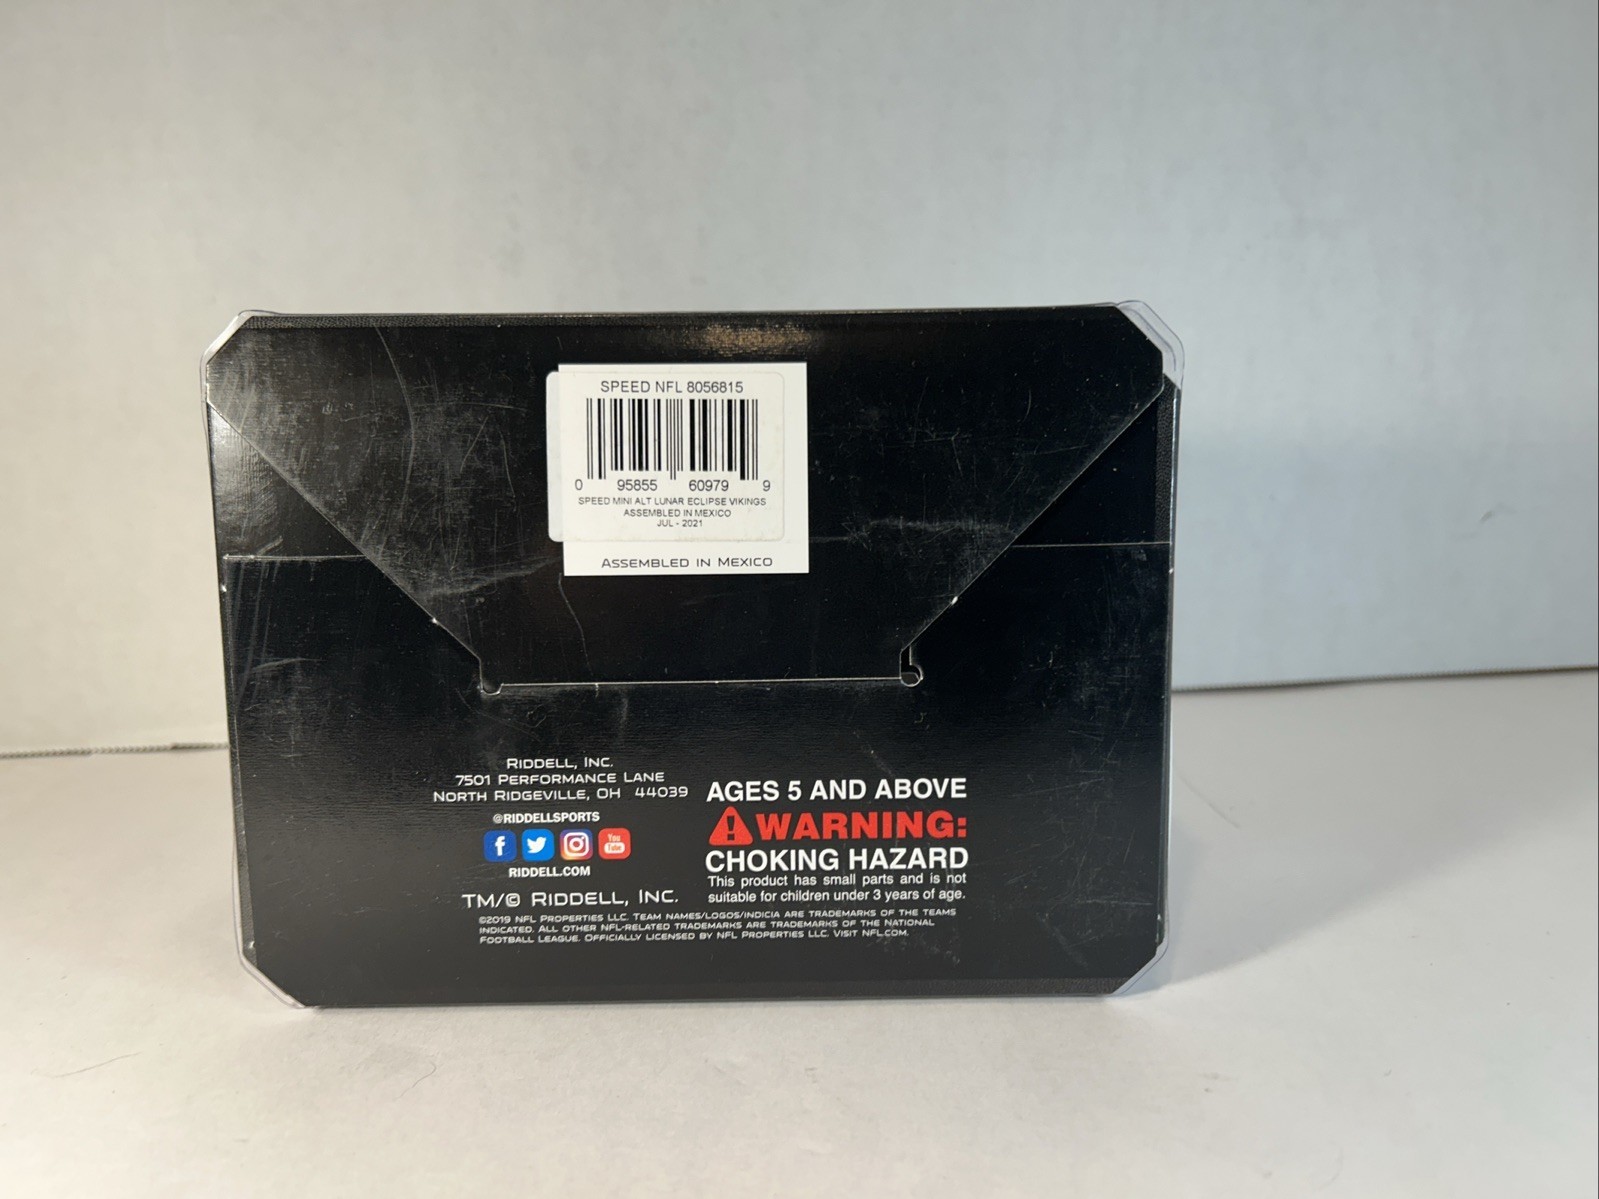 SPEED NFL 8056815
0 95855 60979 9
SPEED MINI ALT LUNAR ECLIPSE VIKINGS
ASSEMBLED IN MEXICO
JUL - 2021
ASSEMBLED IN MEXICO
RIDDELL, INC.
7501 PERFORMANCE LANE
NORTH RIDGEVILLE, OH 44039
@RIDDELLSPORTS
f You Tube
RIDDELL.COM
TM/© RIDDELL, INC.
AGES 5 AND ABOVE
! WARNING:
CHOKING HAZARD
This product has small parts and is not
suitable for children under 3 years of age.
©2019 NFL PROPERTIES LLC. TEAM NAMES/LOGOS/INDICIA ARE TRADEMARKS OF THE TEAMS
INDICATED. ALL OTHER NFL-RELATED TRADEMARKS ARE TRADEMARKS OF THE NATIONAL
FOOTBALL LEAGUE. OFFICIALLY LICENSED BY NFL PROPERTIES LLC. VISIT NFL.COM.